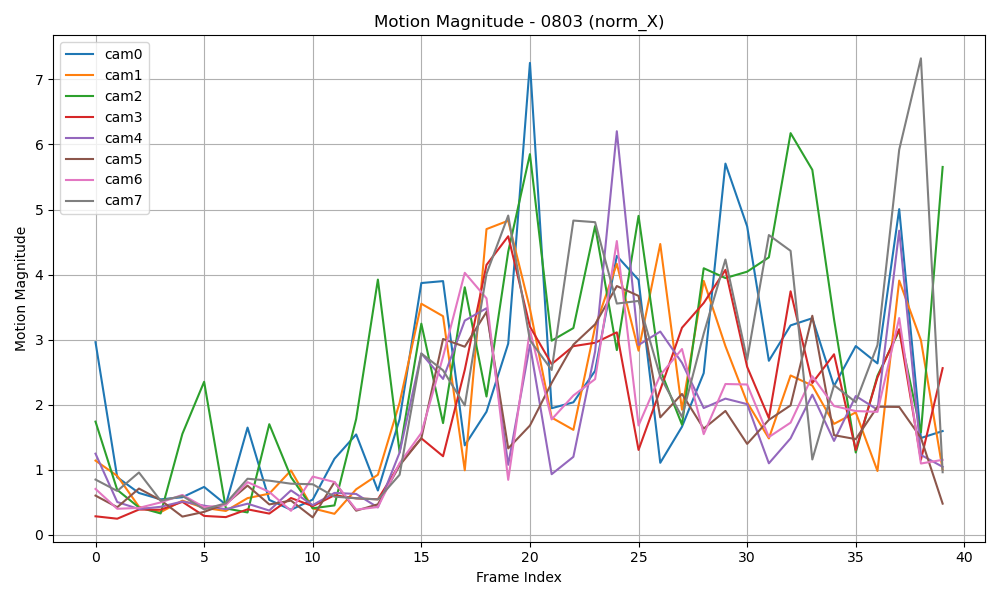 Motion Magnitude - 0803 (norm_X)
cam0
cam1
cam2
cam3
cam4
cam5
cam6
cam7
Motion Magnitude
7
6
5
4
3
2
1
0
0 5 10 15 20 25 30 35 40
Frame Index